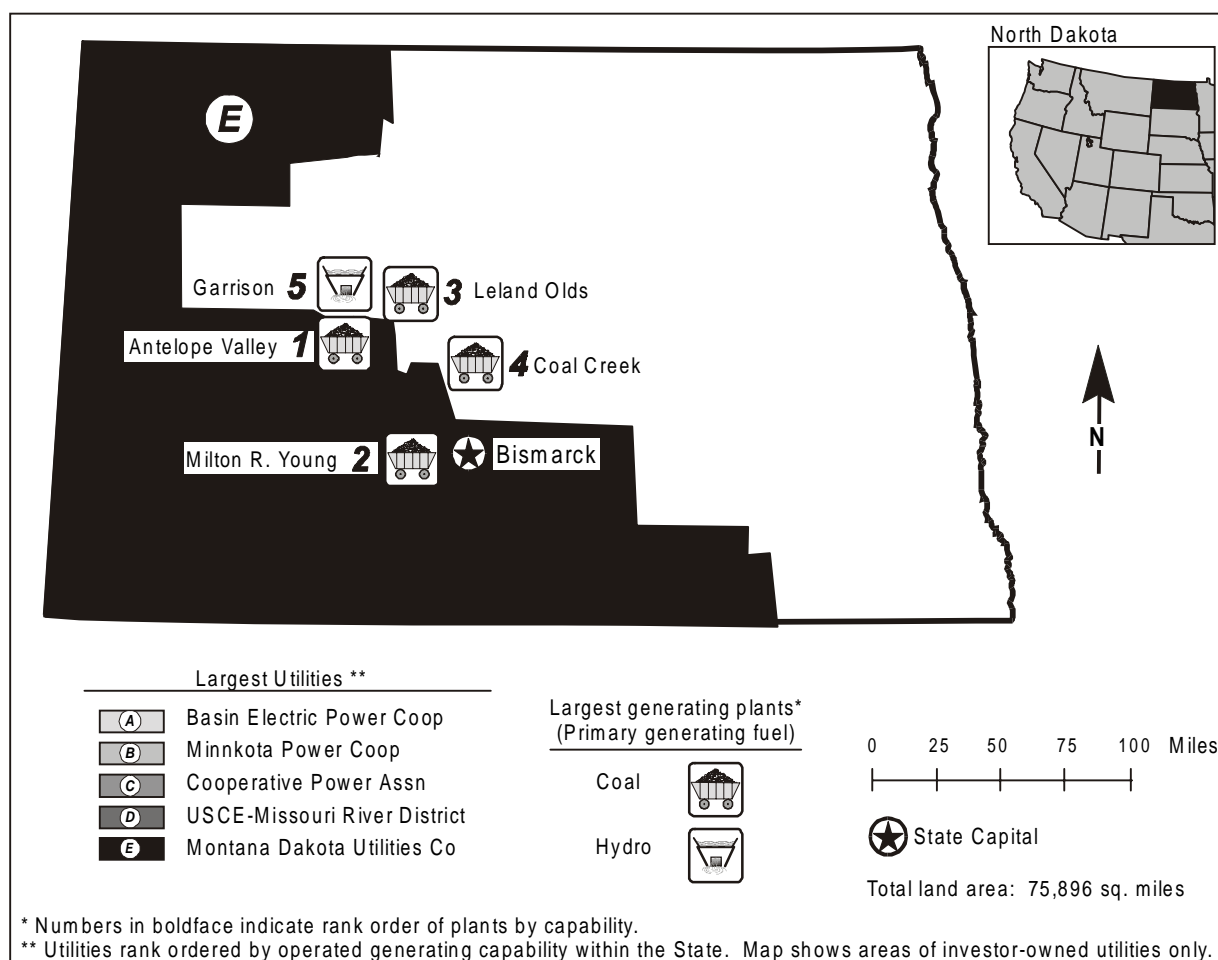 North Dakota
E
Garrison 5
3 Leland Olds
Antelope Valley 1
4 Coal Creek
Milton R. Young 2
Bismarck
N
Largest Utilities **
A Basin Electric Power Coop
B Minnkota Power Coop
C Cooperative Power Assn
D USCE-Missouri River District
E Montana Dakota Utilities Co
Largest generating plants*
(Primary generating fuel)
Coal
Hydro
0 25 50 75 100 Miles
State Capital
Total land area: 75,896 sq. miles
* Numbers in boldface indicate rank order of plants by capability.
** Utilities rank ordered by operated generating capability within the State. Map shows areas of investor-owned utilities only.